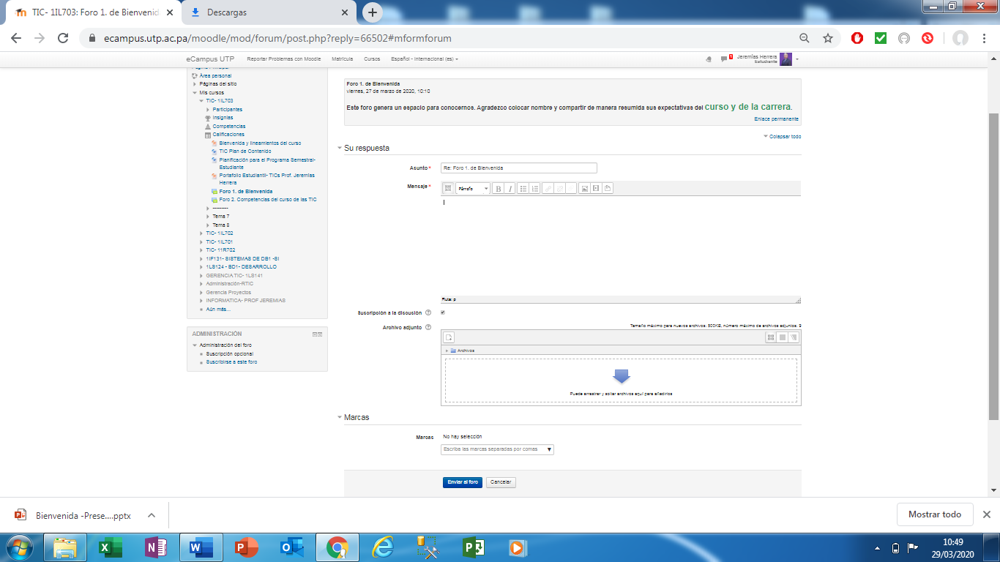 TIC- 1IL703: Foro 1. de Bienvenid
Descargas
ecampus.utp.ac.pa/moodle/mod/forum/post.php?reply=66502#mformforum
eCampus UTP
Reportar Problemas con Moodle
Matrícula
Cursos
Español - Internacional (es)
1
Jeremías Herrera
Estudiante
Área personal
Páginas del sitio
Mis cursos
TIC- 1IL703
Participantes
Insignias
Competencias
Calificaciones
Bienvenida y lineamientos del curso
TIC Plan de Contenido
Planificación para el Programa Semestral-
Estudiante
Portafolio Estudiantil- TICs Prof. Jeremías
Herrera
Foro 1. de Bienvenida
Foro 2. Competencias del curso de las TIC
---------
Tema 7
Tema 8
TIC- 1IL702
TIC- 1IL701
TIC- 11R702
1IF131- SISTEMAS DE DB1 -SI
1LS124 - BD1- DESARROLLO
GERENCIA TIC- 1LS141
Administración-RTIC
Gerencia Proyectos
INFORMATICA- PROF JEREMIAS
Aún más...
ADMINISTRACIÓN
Administración del foro
Suscripción opcional
Suscribirse a este foro
Foro 1. de Bienvenida
viernes, 27 de marzo de 2020, 10:10
Este foro genera un espacio para conocernos. Agradezco colocar nombre y compartir de manera resumida sus expectativas del curso y de la carrera.
Enlace permanente
Colapsar todo
Su respuesta
Asunto*
Re: Foro 1. de Bienvenida
Mensaje*
Párrafo
B I
Ruta: p
Suscripción a la discusión
Archivo adjunto
Tamaño máximo para nuevos archivos: 500KB, número máximo de archivos adjuntos: 9
Archivos
Puede arrastrar y soltar archivos aquí para añadirlos
Marcas
Marcas
No hay selección
Escriba las marcas separadas por comas
Enviar al foro
Cancelar
Bienvenida -Prese....pptx
Mostrar todo
10:49
29/03/2020